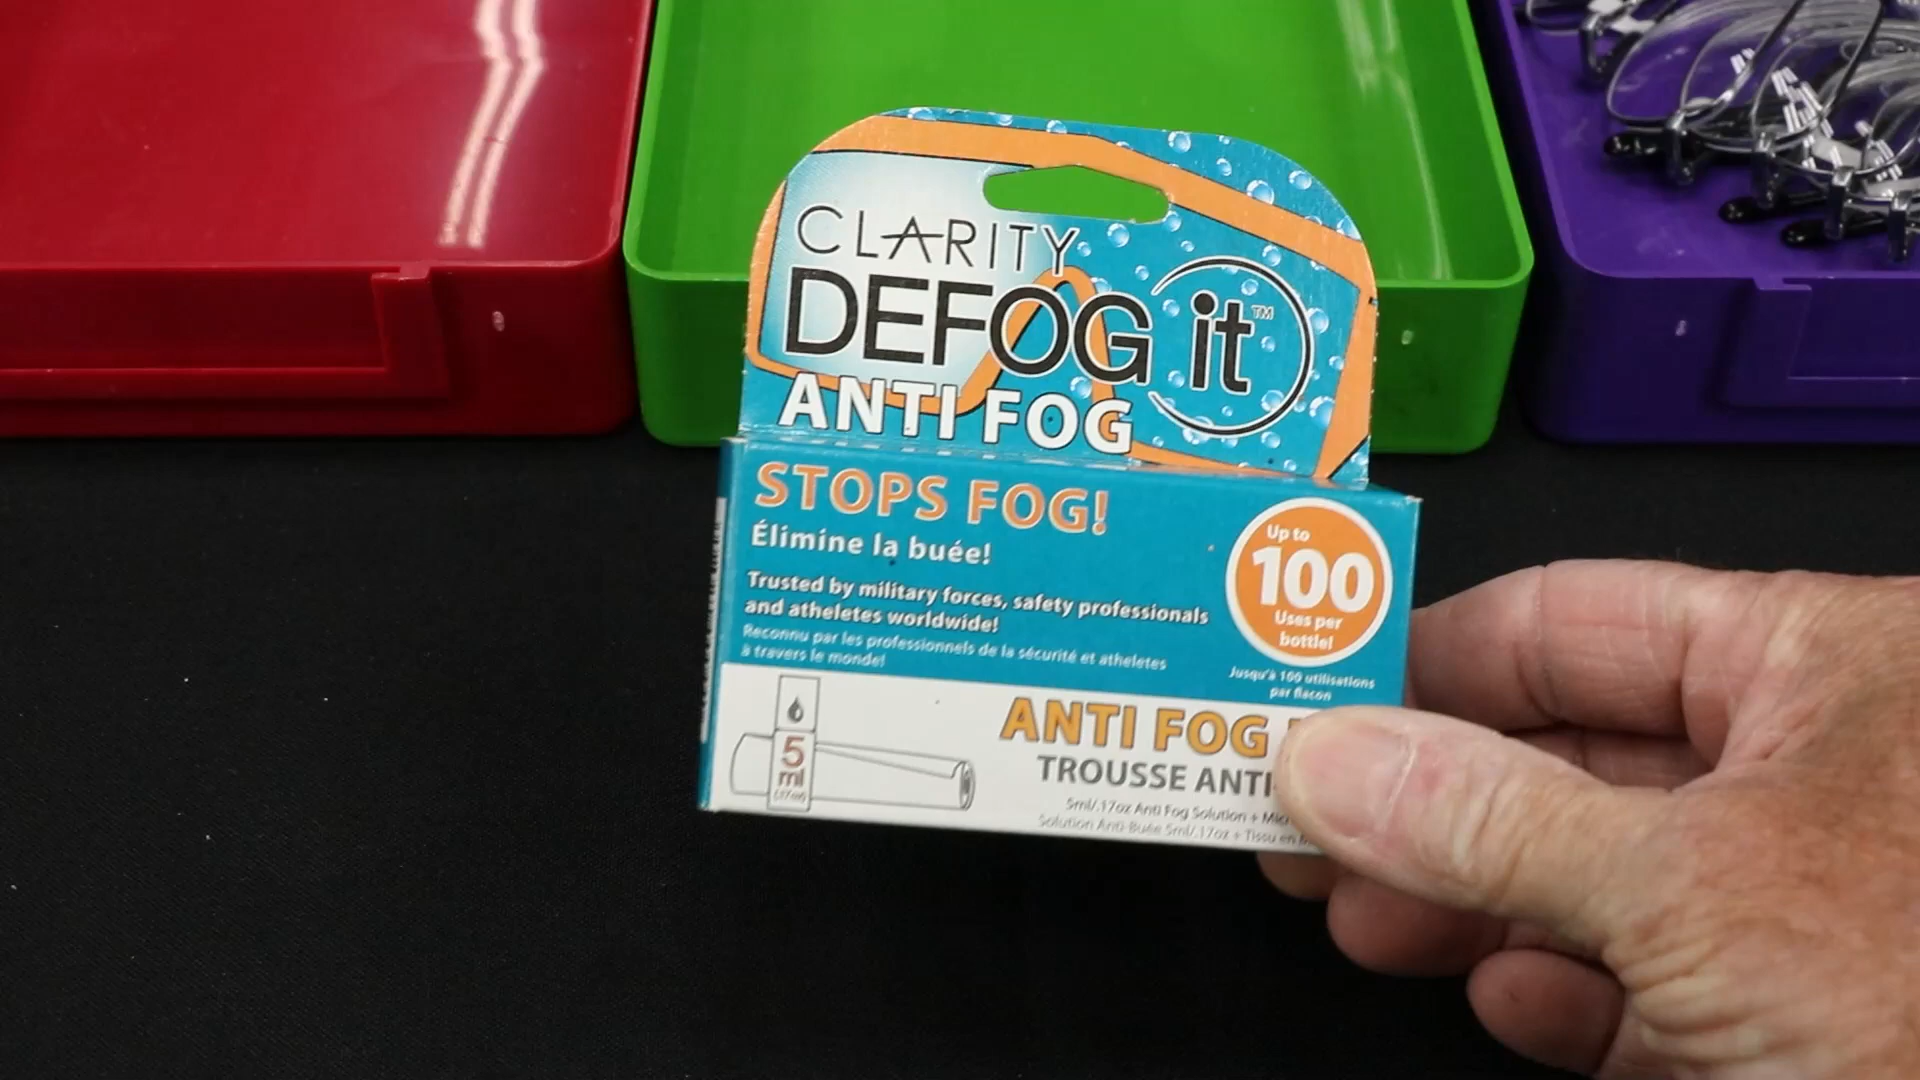 CLARITY
DEFOG it™
ANTI FOG
STOPS FOG!
Élimine la buée!
Trusted by military forces, safety professionals
and atheletes worldwide!
Reconnu par les professionnels de la sécurité et atheletes
à travers le monde!
Up to
100
Uses per
bottle!
Jusqu'à 100 utilisations
par flacon
5
ml
(.17oz)
ANTI FOG
TROUSSE ANTI-
5ml/.17oz Anti Fog Solution +
Solution Anti-Buée 5ml/.17oz + Tissu en